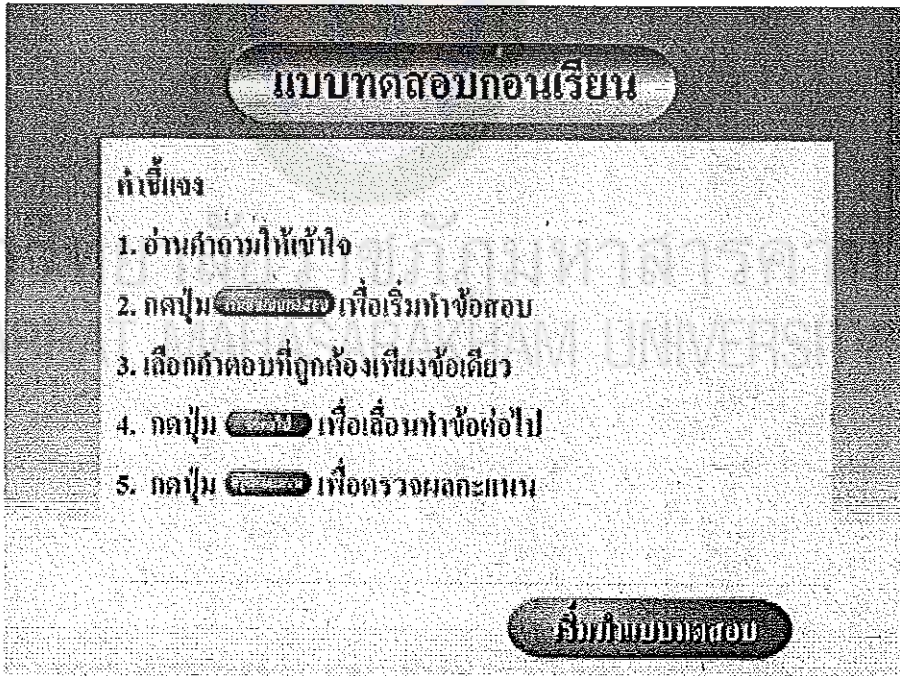 แบบทดสอบก่อนเรียน
คำชี้แจง
1. อ่านคำถามให้เข้าใจ
2. กดปุ่ม เพื่อเริ่มทำข้อสอบ
3. เลือกคำตอบที่ถูกต้องเพียงข้อเดียว
4. กดปุ่ม เพื่อเลื่อนทำข้อต่อไป
5. กดปุ่ม เพื่อตรวจผลคะแนน
เริ่มทำแบบทดสอบ